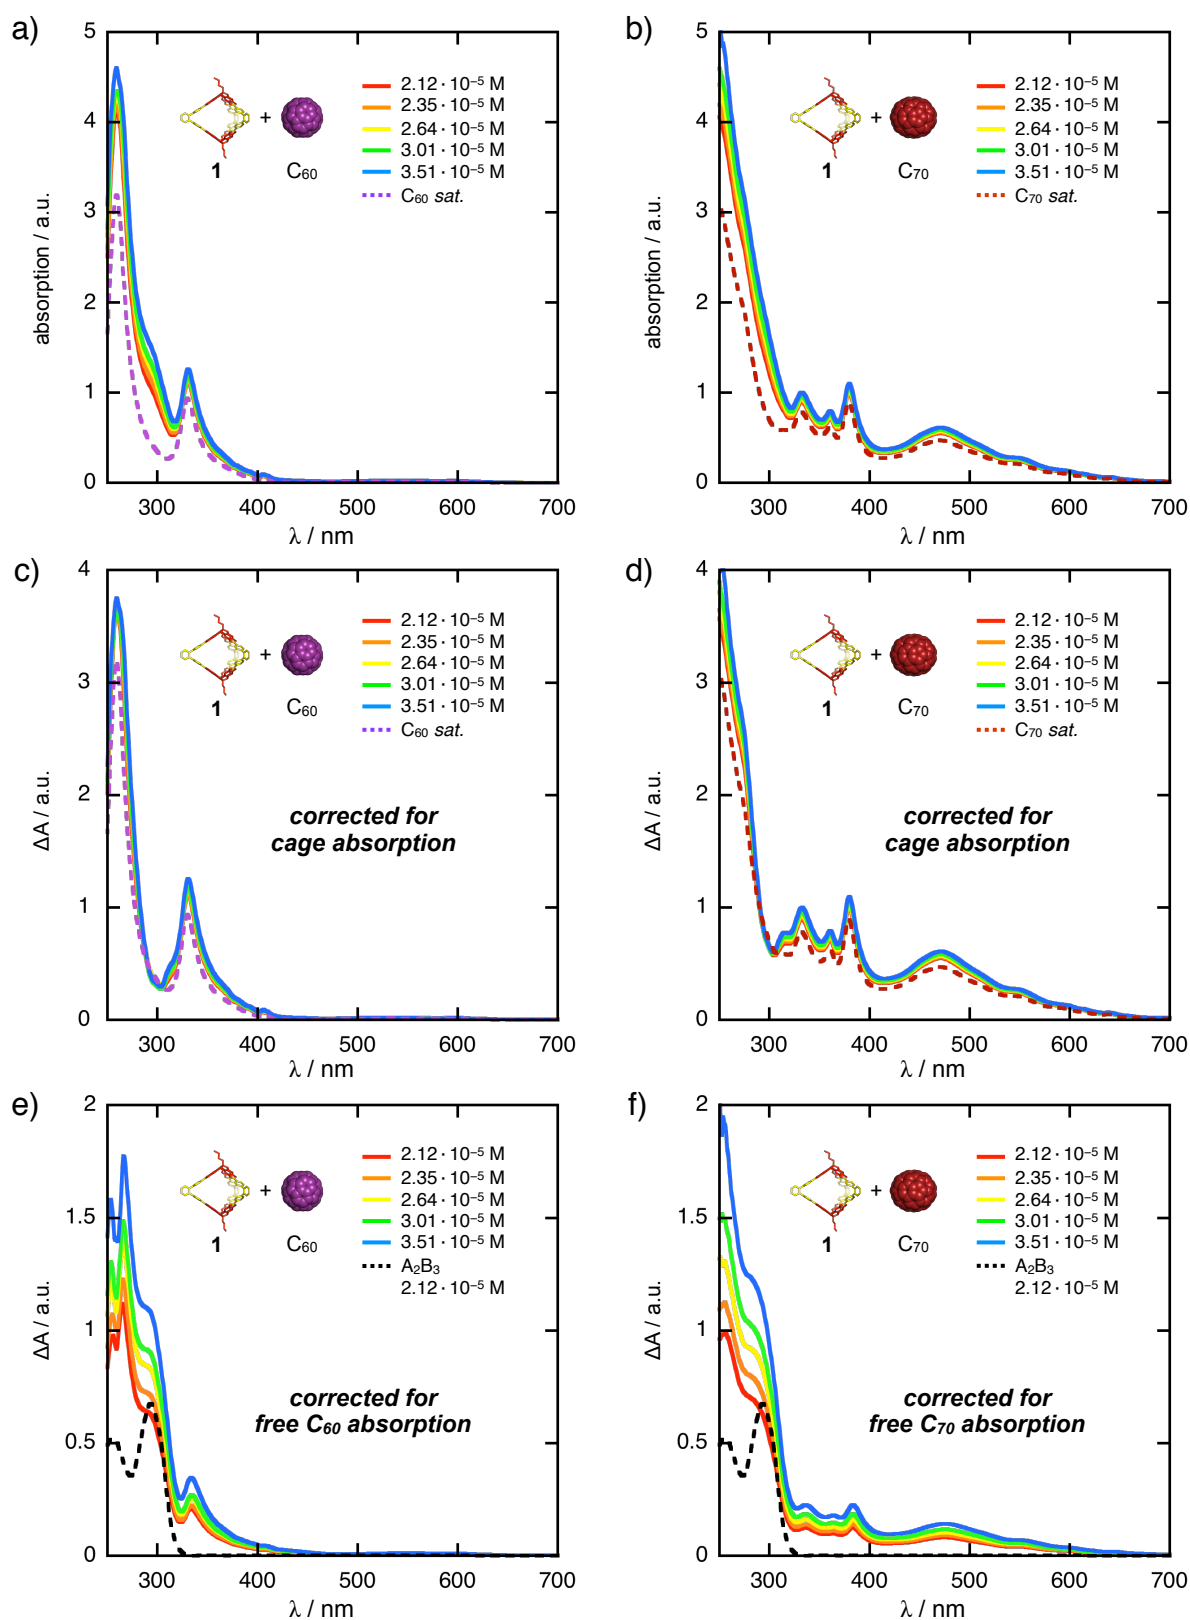 a)
5
4
3
2
1
0
absorption / a.u.
300 400 500 600 700
λ / nm
1
+
C₆₀
2.12 · 10⁻⁵ M
2.35 · 10⁻⁵ M
2.64 · 10⁻⁵ M
3.01 · 10⁻⁵ M
3.51 · 10⁻⁵ M
C₆₀ sat.
b)
5
4
3
2
1
0
absorption / a.u.
300 400 500 600 700
λ / nm
1
+
C₇₀
2.12 · 10⁻⁵ M
2.35 · 10⁻⁵ M
2.64 · 10⁻⁵ M
3.01 · 10⁻⁵ M
3.51 · 10⁻⁵ M
C₇₀ sat.
c)
4
3
2
1
0
ΔA / a.u.
300 400 500 600 700
λ / nm
1
+
C₆₀
2.12 · 10⁻⁵ M
2.35 · 10⁻⁵ M
2.64 · 10⁻⁵ M
3.01 · 10⁻⁵ M
3.51 · 10⁻⁵ M
C₆₀ sat.
corrected for
cage absorption
d)
4
3
2
1
0
ΔA / a.u.
300 400 500 600 700
λ / nm
1
+
C₇₀
2.12 · 10⁻⁵ M
2.35 · 10⁻⁵ M
2.64 · 10⁻⁵ M
3.01 · 10⁻⁵ M
3.51 · 10⁻⁵ M
C₇₀ sat.
corrected for
cage absorption
e)
2
1.5
1
0.5
0
ΔA / a.u.
300 400 500 600 700
λ / nm
1
+
C₆₀
2.12 · 10⁻⁵ M
2.35 · 10⁻⁵ M
2.64 · 10⁻⁵ M
3.01 · 10⁻⁵ M
3.51 · 10⁻⁵ M
A₂B₃
2.12 · 10⁻⁵ M
corrected for
free C₆₀ absorption
f)
2
1.5
1
0.5
0
ΔA / a.u.
300 400 500 600 700
λ / nm
1
+
C₇₀
2.12 · 10⁻⁵ M
2.35 · 10⁻⁵ M
2.64 · 10⁻⁵ M
3.01 · 10⁻⁵ M
3.51 · 10⁻⁵ M
A₂B₃
2.12 · 10⁻⁵ M
corrected for
free C₇₀ absorption